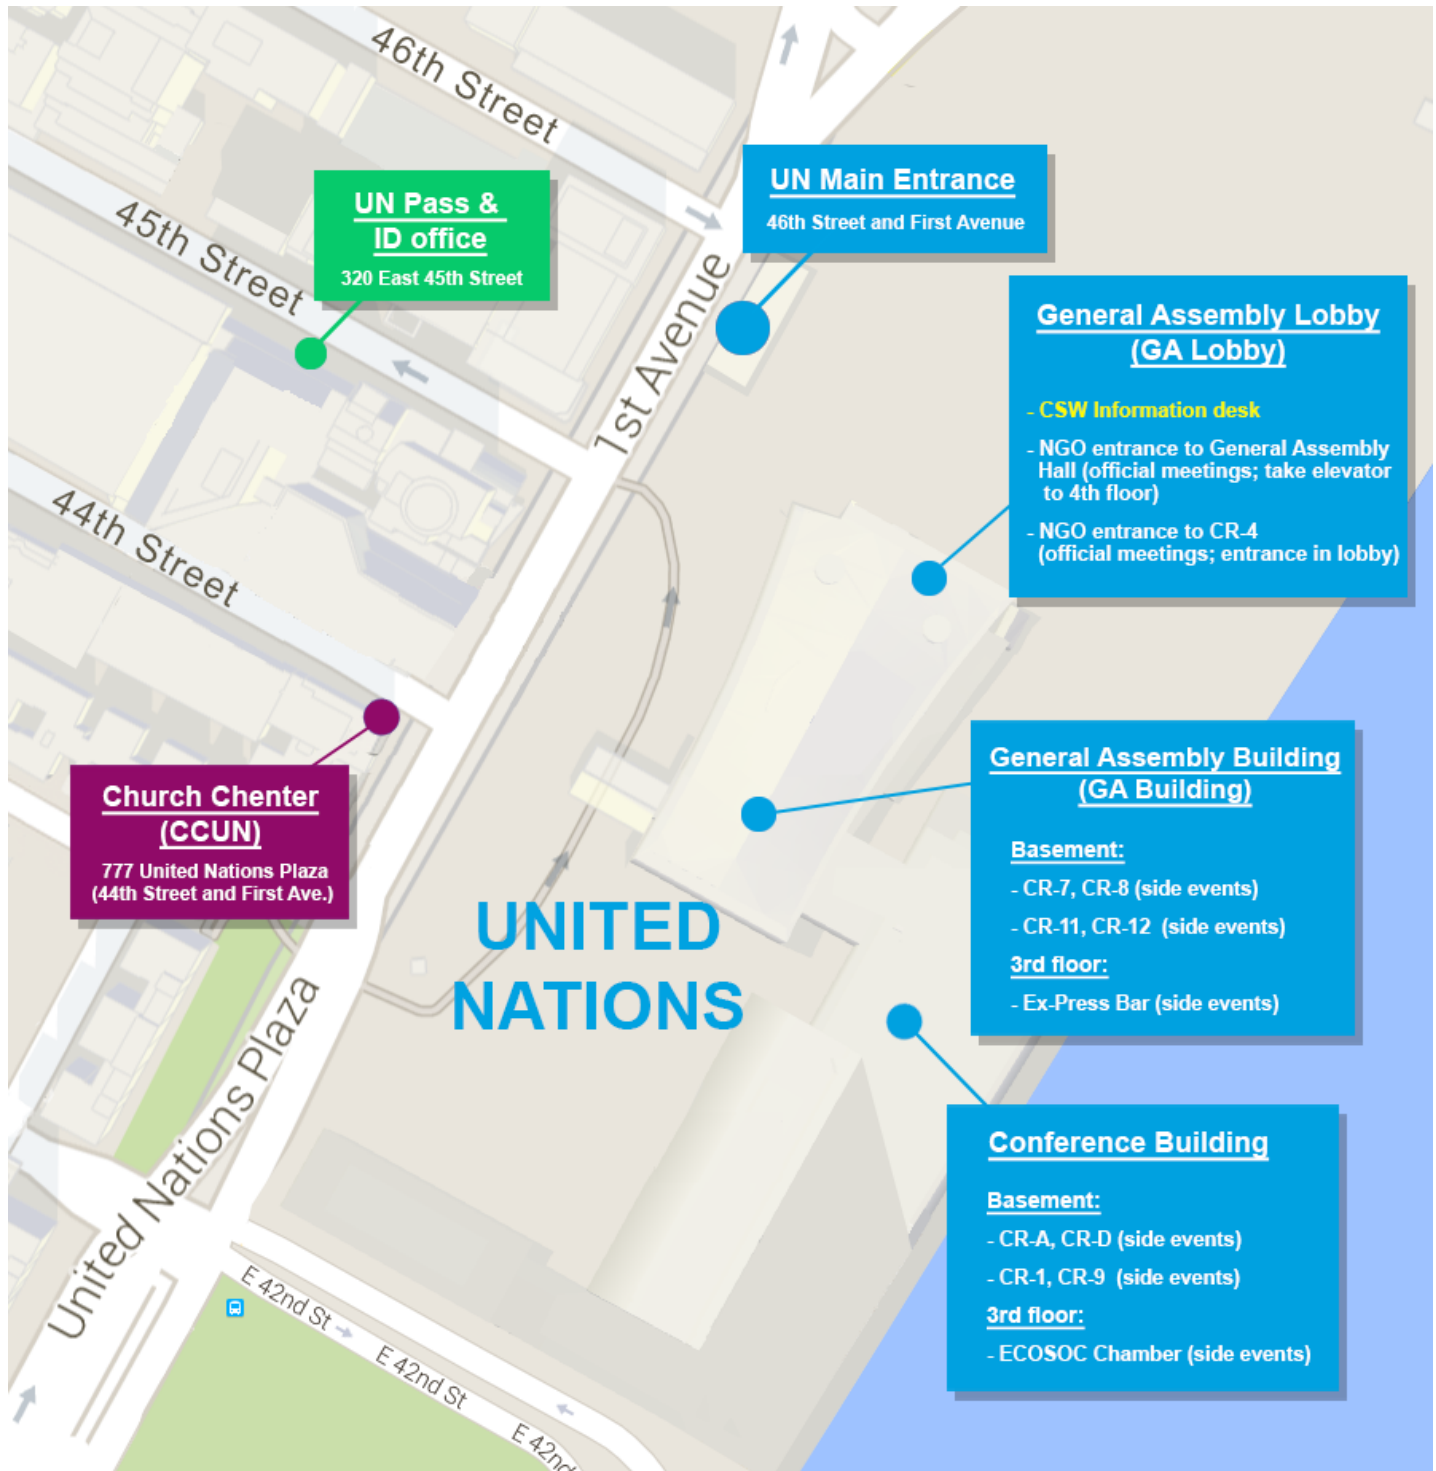 46th Street
UN Main Entrance
46th Street and First Avenue
UN Pass &
ID office
320 East 45th Street
45th Street
1st Avenue
General Assembly Lobby
(GA Lobby)
- CSW Information desk
- NGO entrance to General Assembly
Hall (official meetings; take elevator
to 4th floor)
- NGO entrance to CR-4
(official meetings; entrance in lobby)
44th Street
Church Chenter
(CCUN)
777 United Nations Plaza
(44th Street and First Ave.)
General Assembly Building
(GA Building)
Basement:
- CR-7, CR-8 (side events)
- CR-11, CR-12 (side events)
3rd floor:
- Ex-Press Bar (side events)
UNITED
NATIONS
United Nations Plaza
Conference Building
Basement:
- CR-A, CR-D (side events)
- CR-1, CR-9 (side events)
3rd floor:
- ECOSOC Chamber (side events)
E 42nd St
E 42nd St
E 42nd